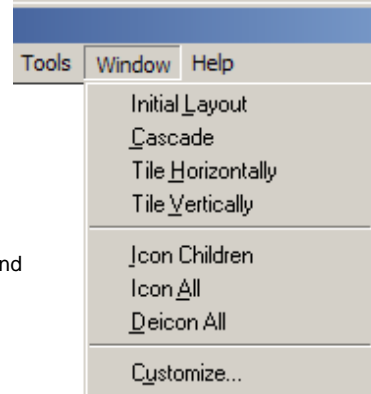 Tools Window Help
Initial Layout
Cascade
Tile Horizontally
Tile Vertically
Icon Children
Icon All
Deicon All
Customize...